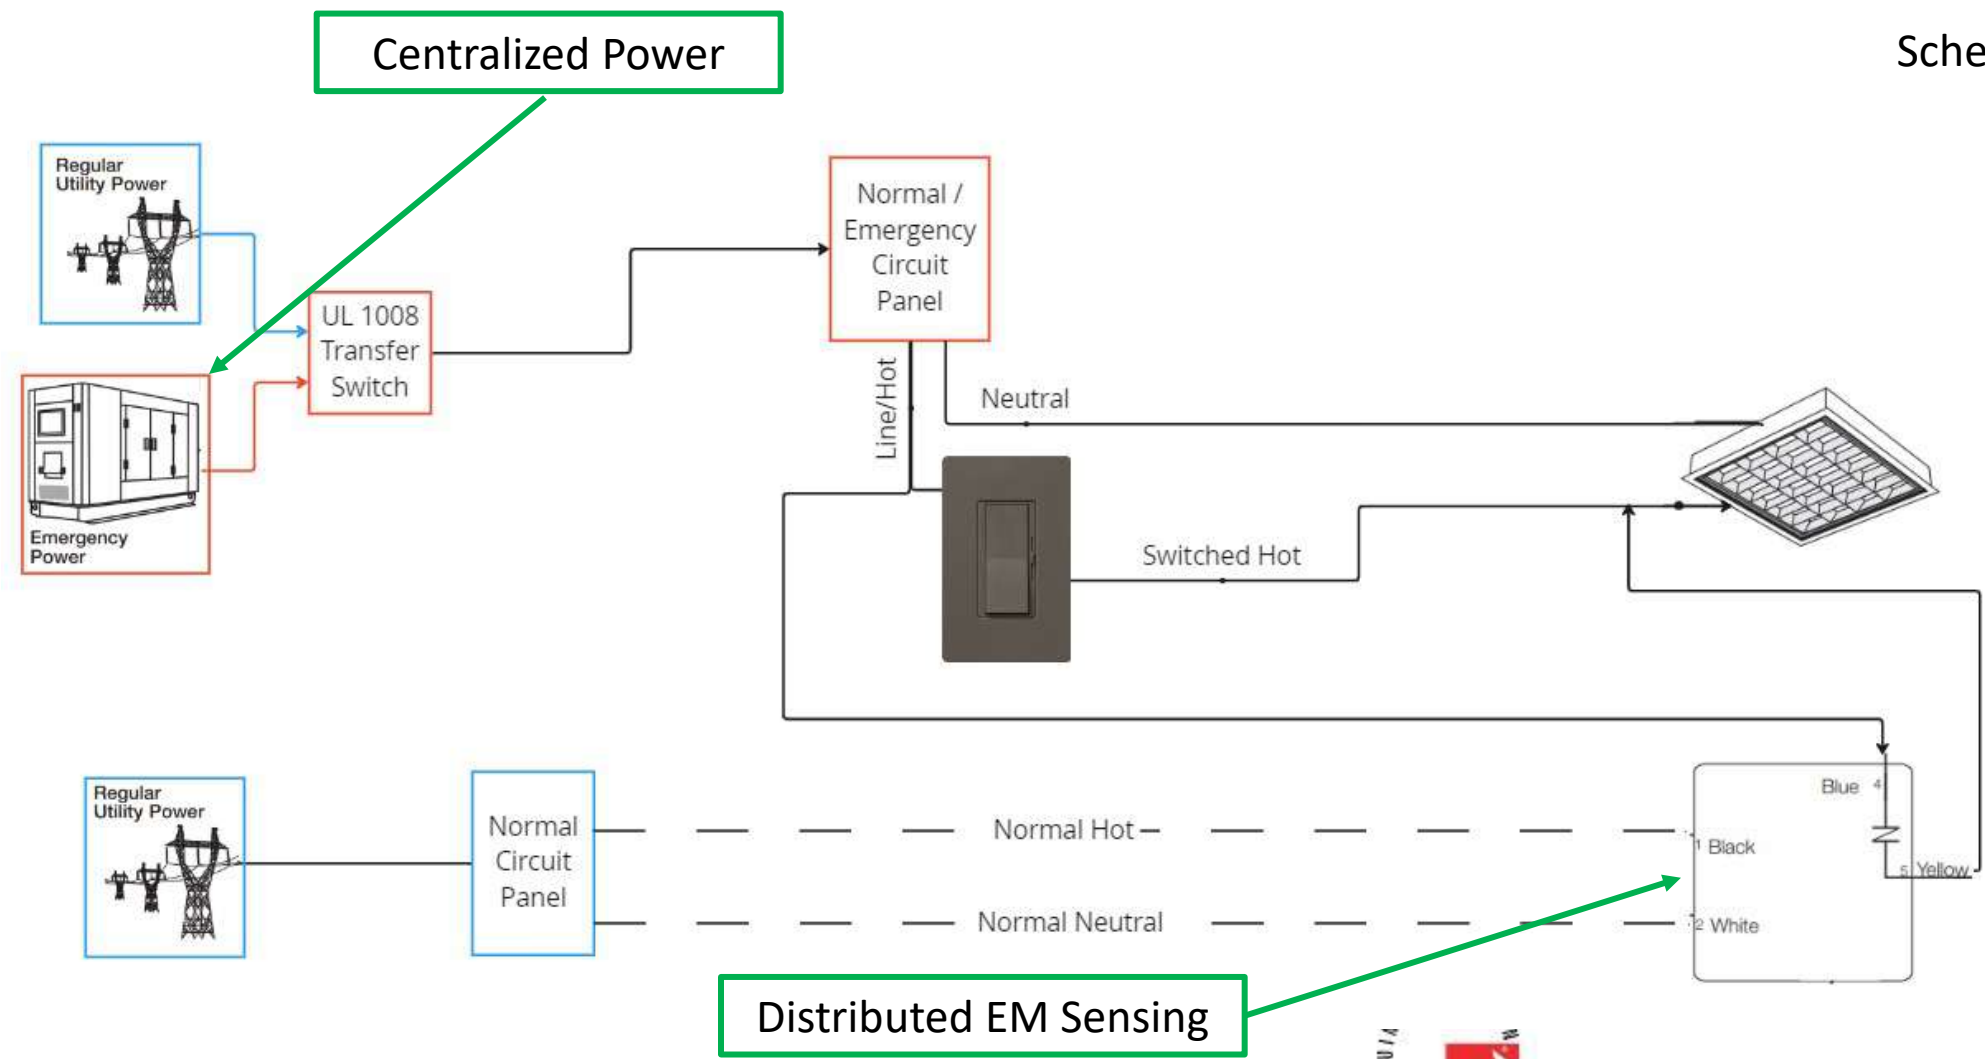 Centralized Power
Sche
Regular
Utility Power
UL 1008
Transfer
Switch
Normal /
Emergency
Circuit
Panel
Line/Hot
Neutral
Emergency
Power
Switched Hot
Regular
Utility Power
Normal
Circuit
Panel
Normal Hot
Normal Neutral
Blue 4
1 Black
5 Yellow
2 White
Distributed EM Sensing